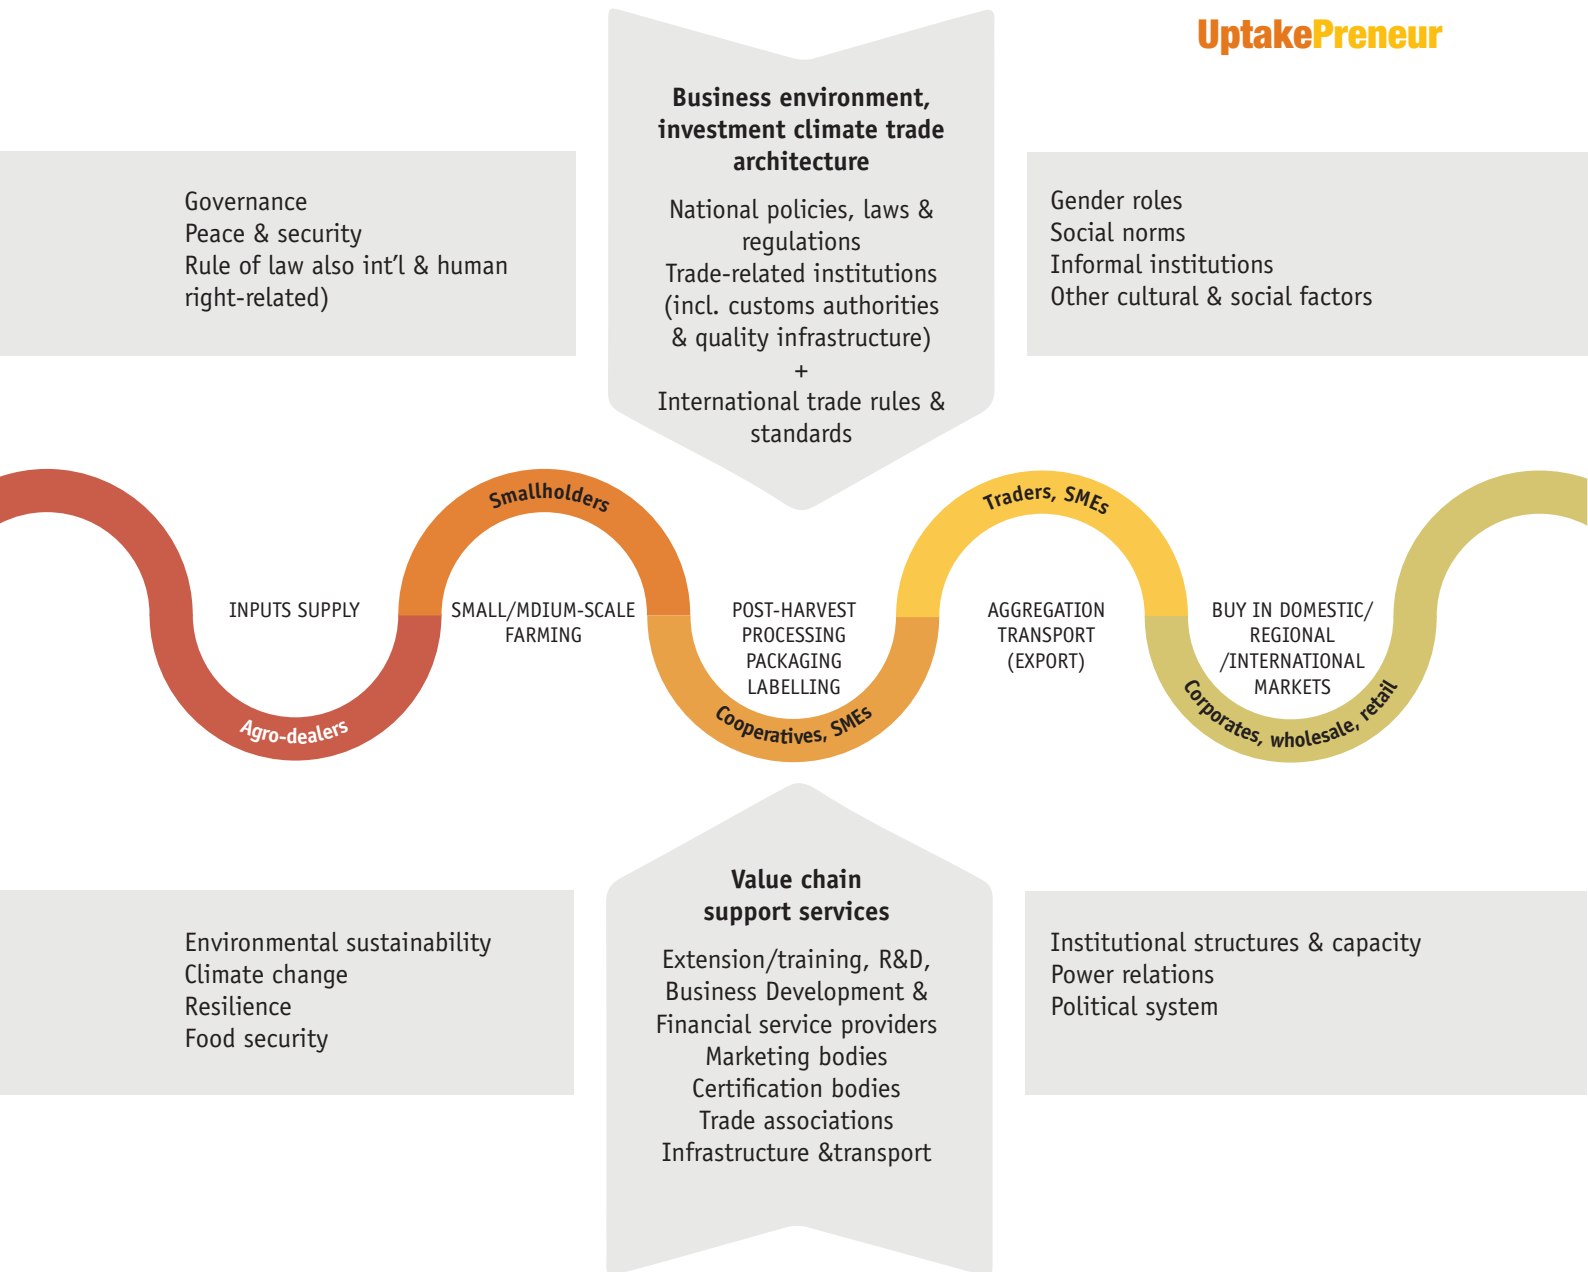 UptakePreneur
Business environment,
investment climate trade
architecture
National policies, laws &
regulations
Trade-related institutions
(incl. customs authorities
& quality infrastructure)
+
International trade rules &
standards
Governance
Peace & security
Rule of law also int’l & human
right-related)
Gender roles
Social norms
Informal institutions
Other cultural & social factors
Smallholders
Traders, SMEs
INPUTS SUPPLY
SMALL/MDIUM-SCALE
FARMING
POST-HARVEST
PROCESSING
PACKAGING
LABELLING
AGGREGATION
TRANSPORT
(EXPORT)
BUY IN DOMESTIC/
REGIONAL
/INTERNATIONAL
MARKETS
Agro-dealers
Cooperatives, SMEs
Corporates, wholesale, retail
Value chain
support services
Extension/training, R&D,
Business Development &
Financial service providers
Marketing bodies
Certification bodies
Trade associations
Infrastructure &transport
Environmental sustainability
Climate change
Resilience
Food security
Institutional structures & capacity
Power relations
Political system